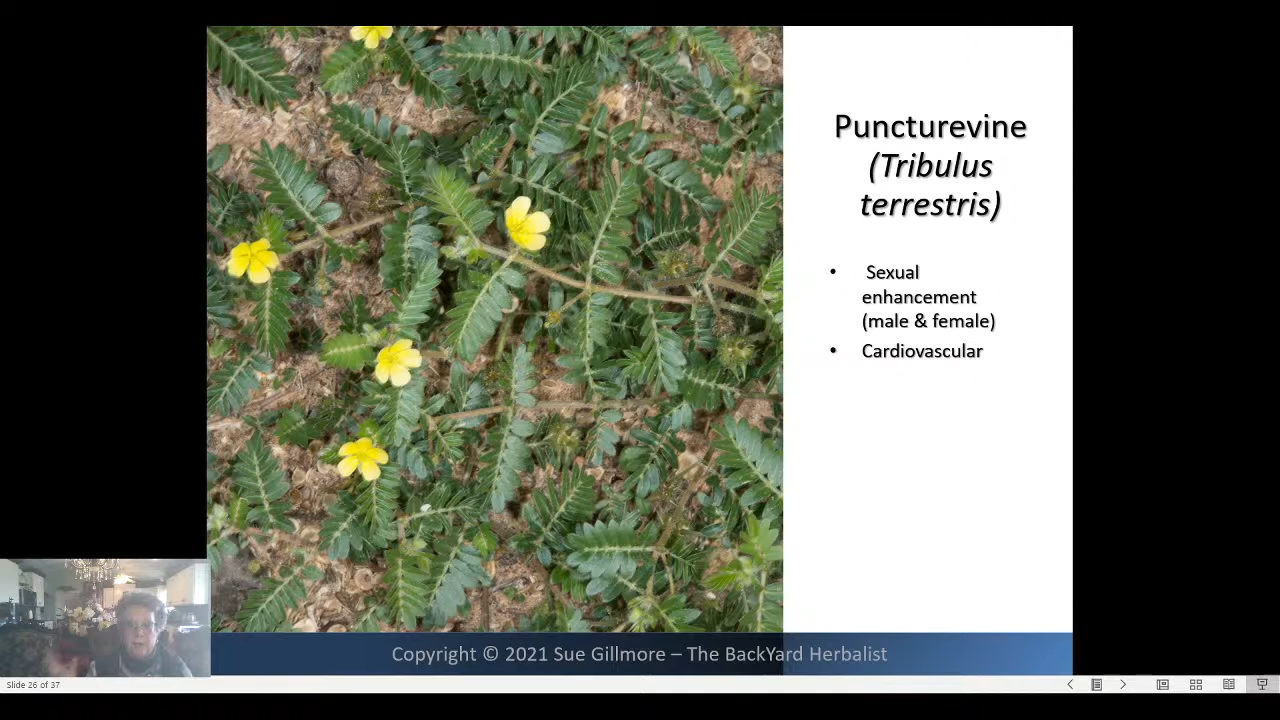 Puncturevine
(Tribulus
terrestris)
• Sexual
enhancement
(male & female)
• Cardiovascular
Copyright © 2021 Sue Gillmore – The BackYard Herbalist
Slide 26 of 37